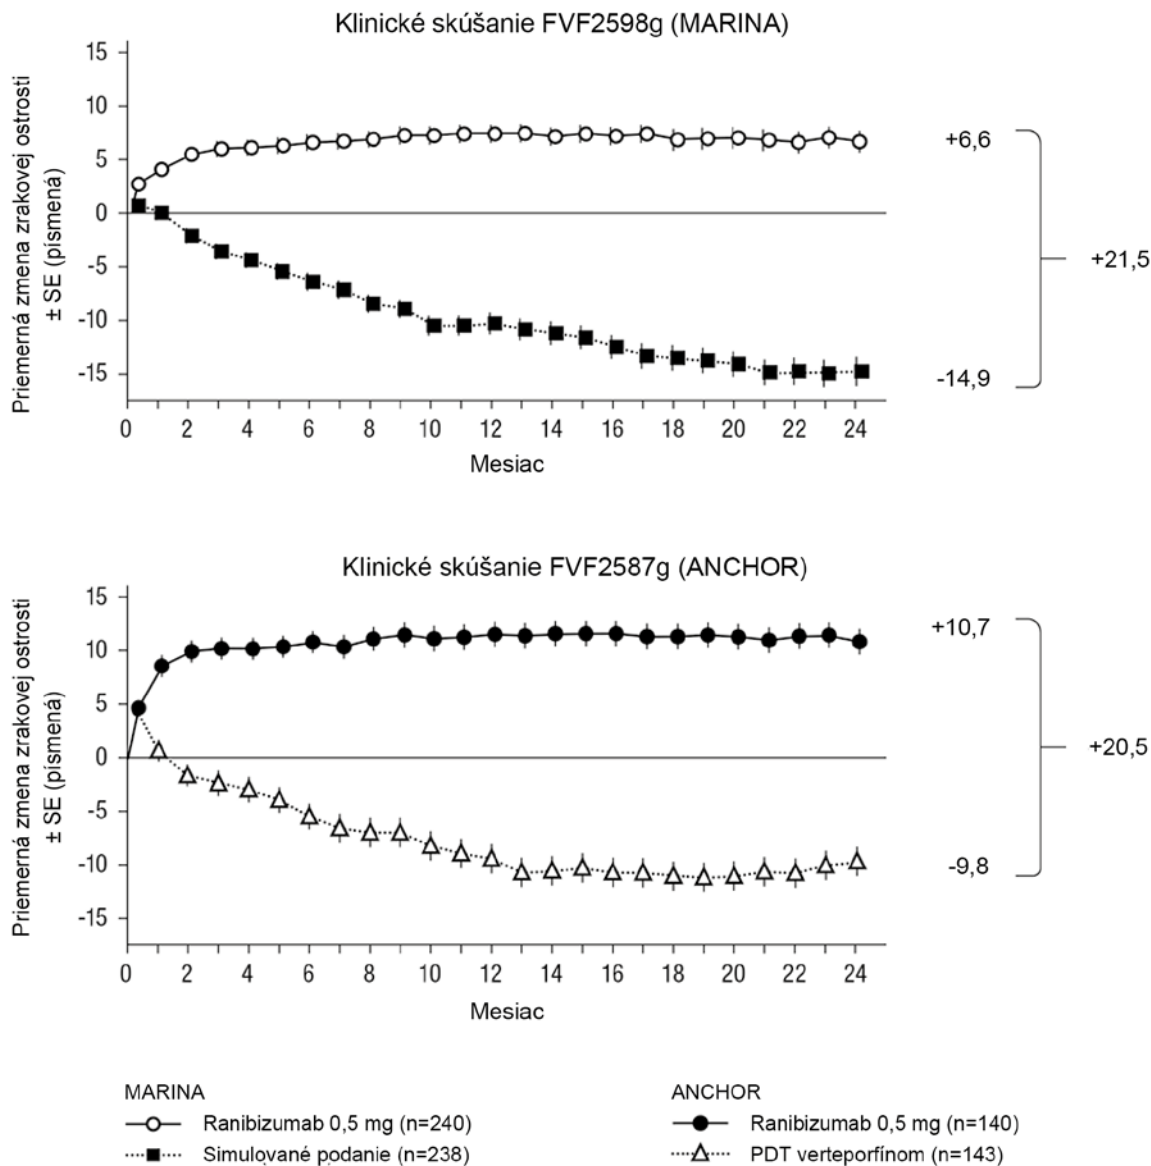 Klinické skúšanie FVF2598g (MARINA)
Priemerná zmena zrakovej ostrosti
± SE (písmená)
15
10
5
0
-5
-10
-15
0 2 4 6 8 10 12 14 16 18 20 22 24
Mesiac
+6,6
+21,5
-14,9
Klinické skúšanie FVF2587g (ANCHOR)
Priemerná zmena zrakovej ostrosti
± SE (písmená)
15
10
5
0
-5
-10
-15
0 2 4 6 8 10 12 14 16 18 20 22 24
Mesiac
+10,7
+20,5
-9,8
MARINA
Ranibizumab 0,5 mg (n=240)
Simulované podanie (n=238)
ANCHOR
Ranibizumab 0,5 mg (n=140)
PDT verteporfínom (n=143)